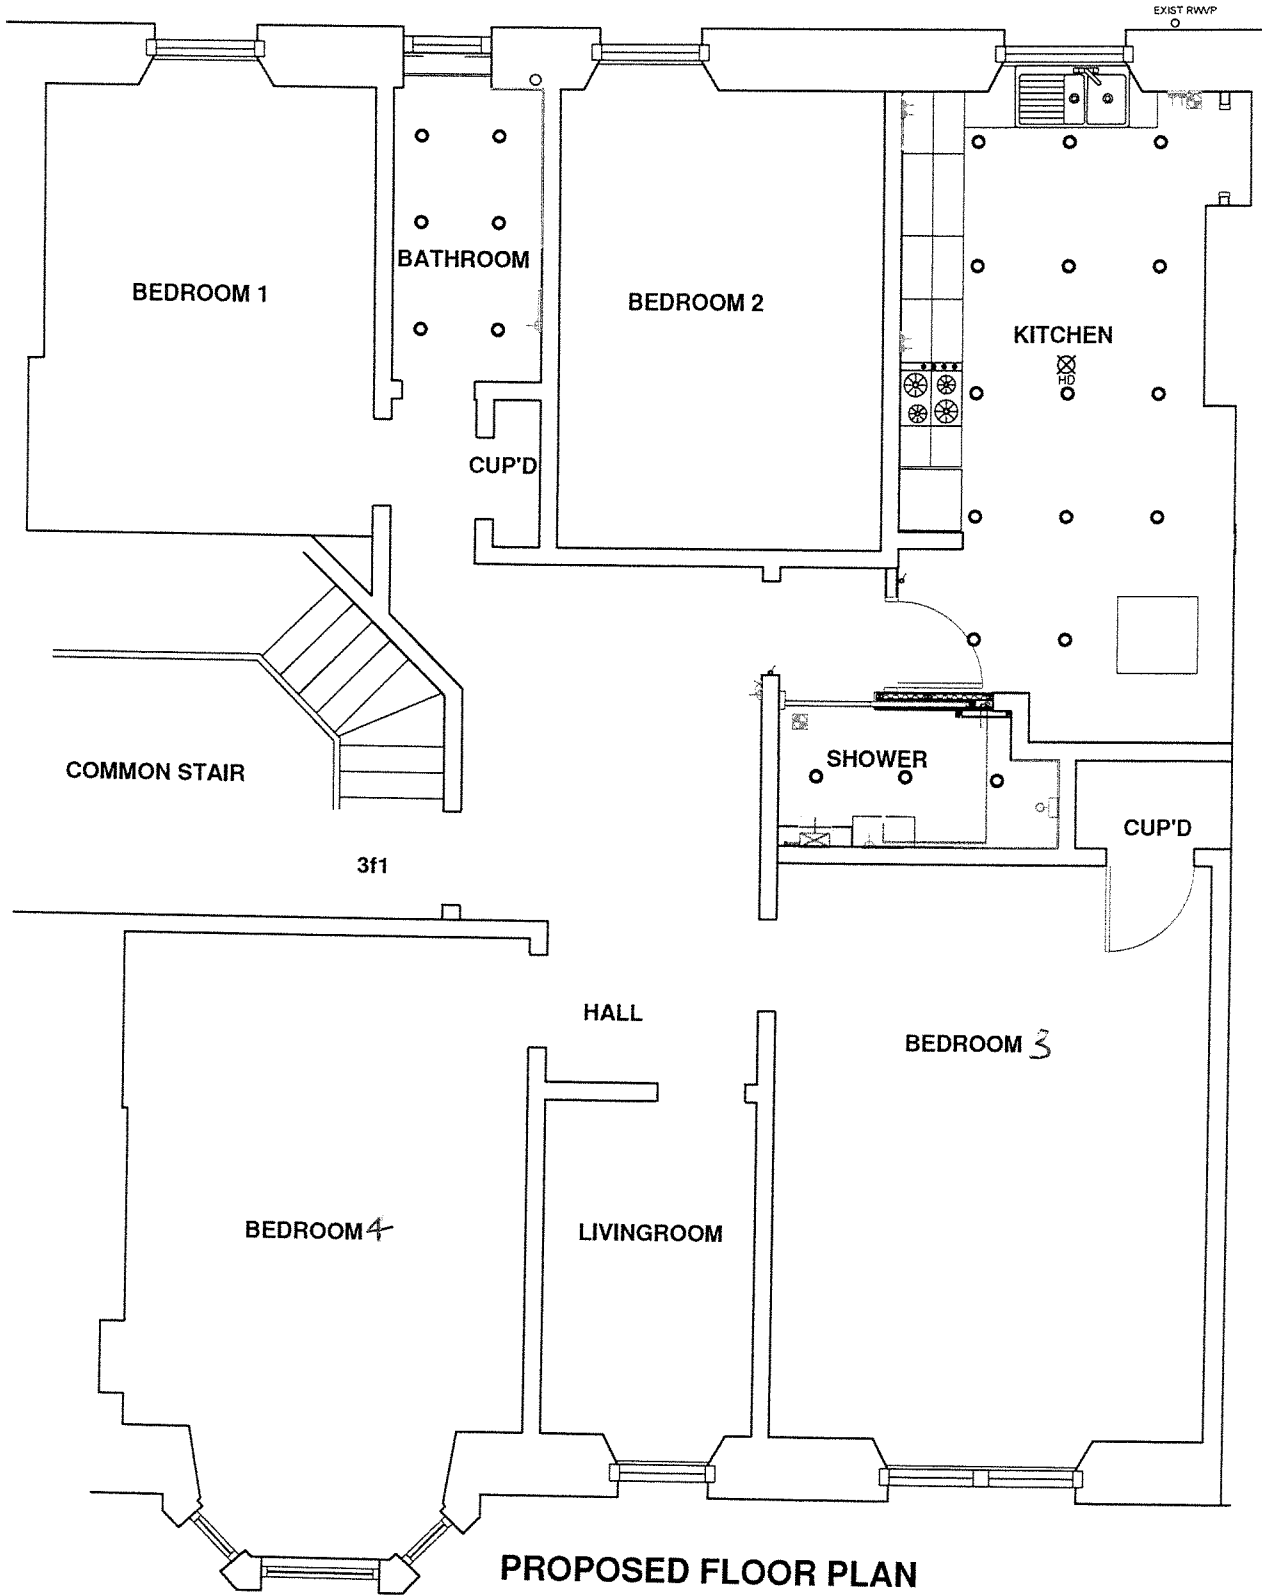 EXIST RWVP
BEDROOM 1
BATHROOM
BEDROOM 2
KITCHEN
HD
CUP'D
COMMON STAIR
SHOWER
CUP'D
3f1
HALL
BEDROOM 3
BEDROOM 4
LIVINGROOM
PROPOSED FLOOR PLAN